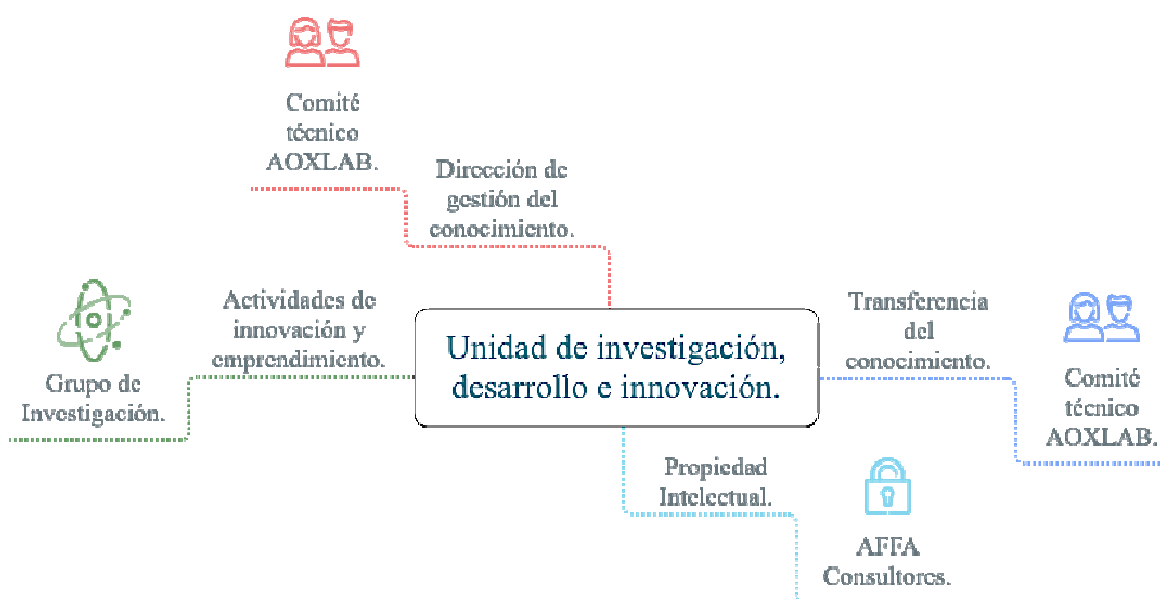 Comité
técnico
AOXLAB.
Dirección de
gestión del
conocimiento.
Actividades de
innovación y
emprendimiento.
Grupo de
Investigación.
Unidad de investigación,
desarrollo e innovación.
Transferencia
del
conocimiento.
Comité
técnico
AOXLAB.
Propiedad
Intelectual.
AFFA
Consultores.